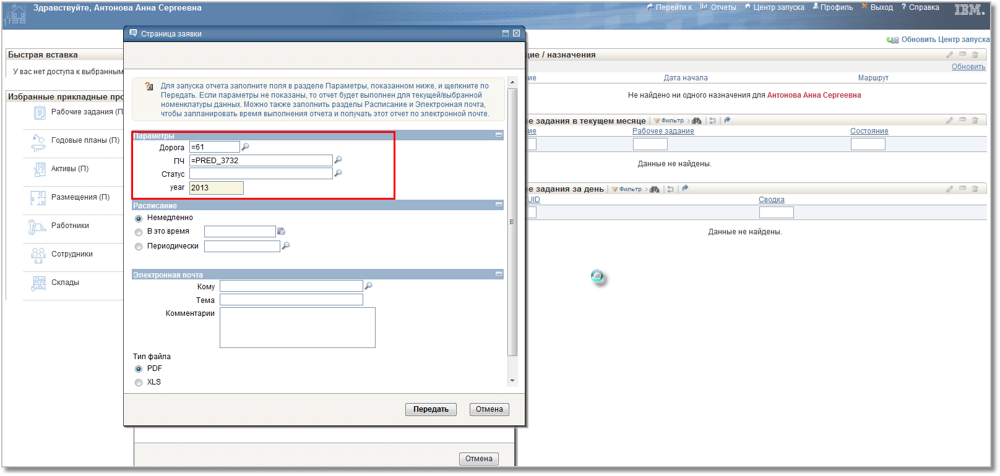 Здравствуйте, Антонова Анна Сергеевна
Перейти к Отчеты Центр запуска Профиль Выход ? Справка IBM.
Обновить Центр запуска
Быстрая вставка
У вас нет доступа к выбранным
Избранные прикладные про
Рабочие задания (П
Годовые планы (П)
Активы (П)
Размещения (П)
Работники
Сотрудники
Склады
Страница заявки
Для запуска отчета заполните поля в разделе Параметры, показанном ниже, и щелкните по
Передать. Если параметры не показаны, то отчет будет выполнен для текущей/выбранной
номенклатуры данных. Можно также заполнить разделы Расписание и Электронная почта,
чтобы запланировать время выполнения отчета и получать этот отчет по электронной почте.
Параметры
Дорога =61
ПЧ =PRED_3732
Статус
year 2013
Расписание
Немедленно
В это время
Периодически
Электронная почта
Кому
Тема
Комментарии
Тип файла
PDF
XLS
Передать Отмена
Отмена
щие / назначения
Обновить
ние Дата начала Маршрут
Не найдено ни одного назначения для Антонова Анна Сергеевна
ие задания в текущем месяце Фильтр
ние Рабочее задание Состояние
Данные не найдены.
ие задания за день Фильтр
UID Сводка
Данные не найдены.